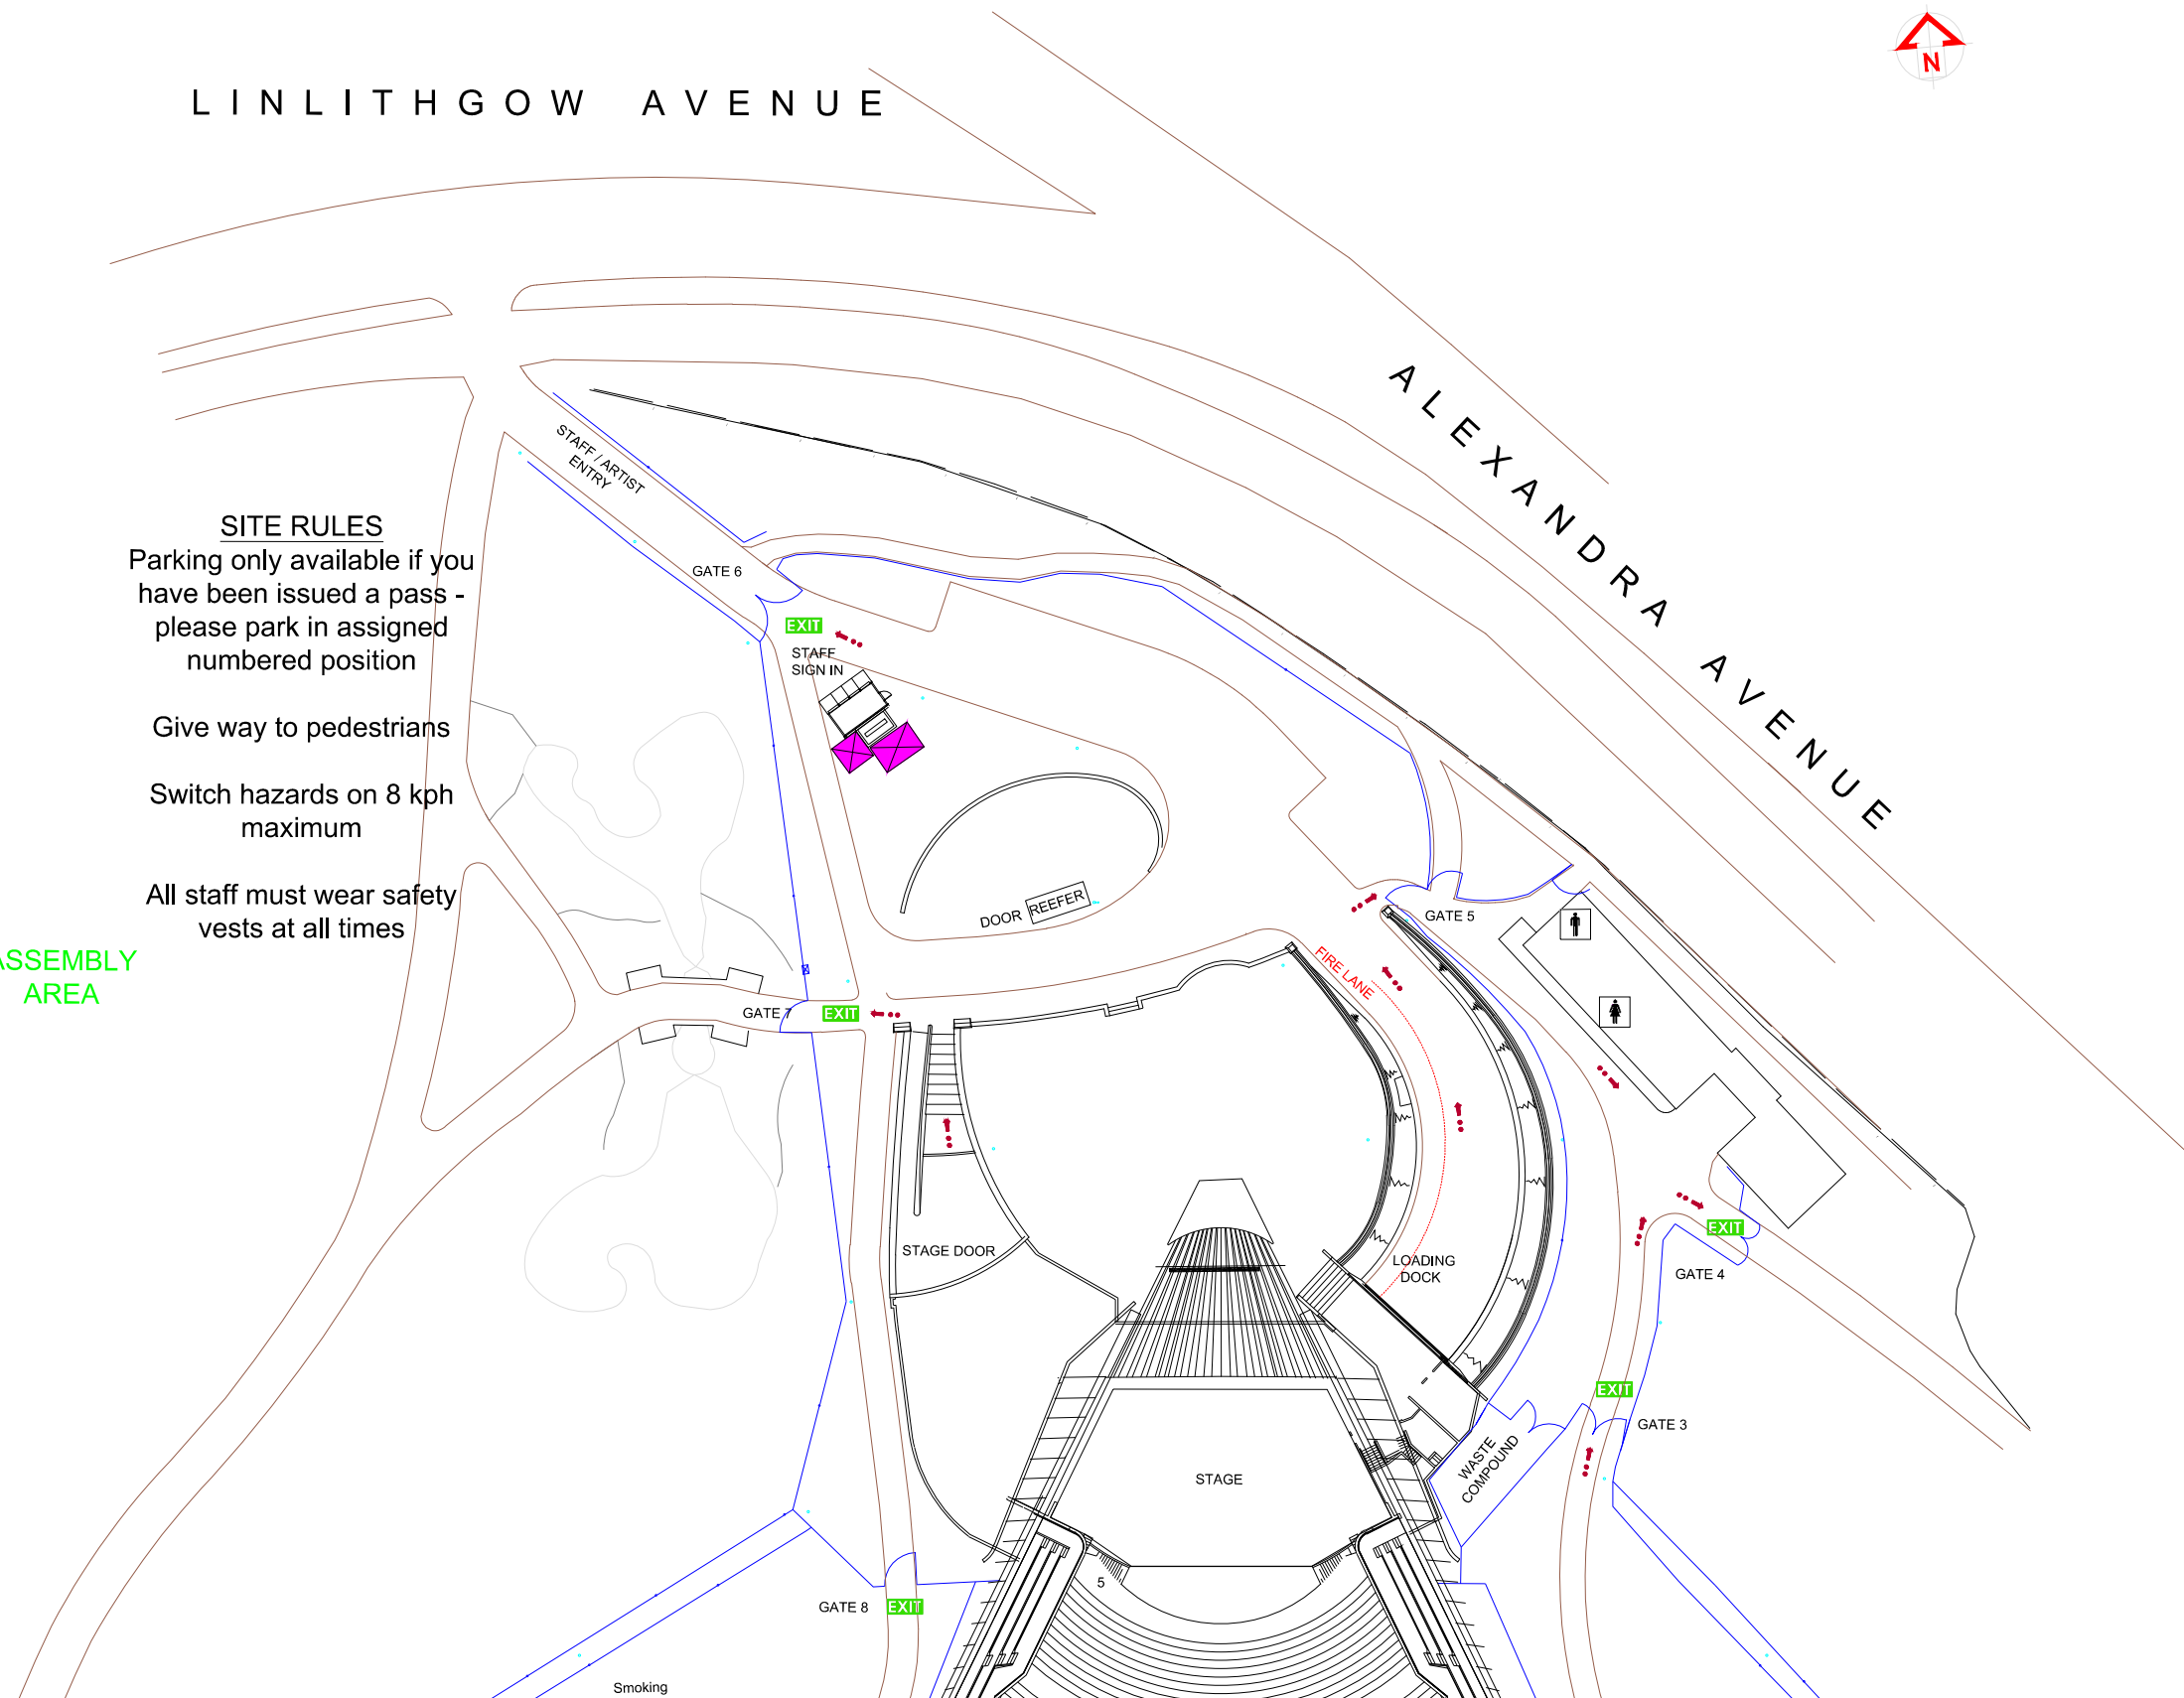 LINLITHGOW AVENUE
N
ALEXANDRA AVENUE
STAFF / ARTIST
ENTRY
SITE RULES
Parking only available if you
have been issued a pass -
please park in assigned
numbered position
Give way to pedestrians
Switch hazards on 8 kph
maximum
All staff must wear safety
vests at all times
ASSEMBLY
AREA
GATE 6
EXIT
STAFF
SIGN IN
DOOR
REEFER
GATE 5
FIRE LANE
GATE 7
EXIT
STAGE DOOR
LOADING
DOCK
EXIT
GATE 4
EXIT
GATE 3
WASTE
COMPOUND
STAGE
5
GATE 8
EXIT
Smoking